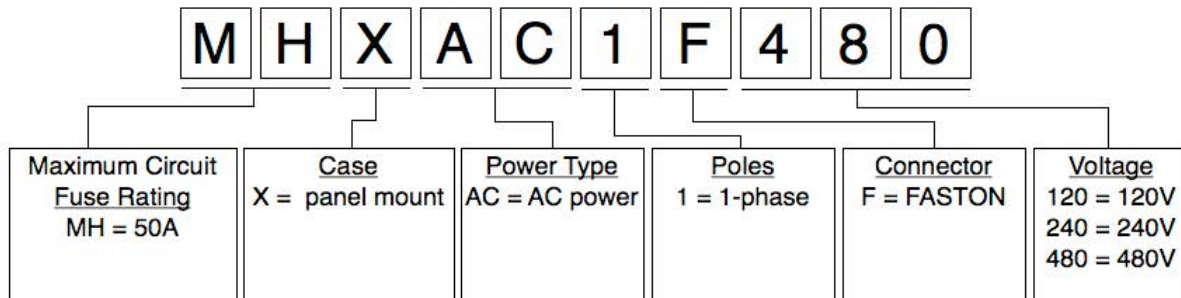 M H X A C 1 F 4 8 0
Maximum Circuit
Fuse Rating
MH = 50A
Case
X = panel mount
Power Type
AC = AC power
Poles
1 = 1-phase
Connector
F = FASTON
Voltage
120 = 120V
240 = 240V
480 = 480V